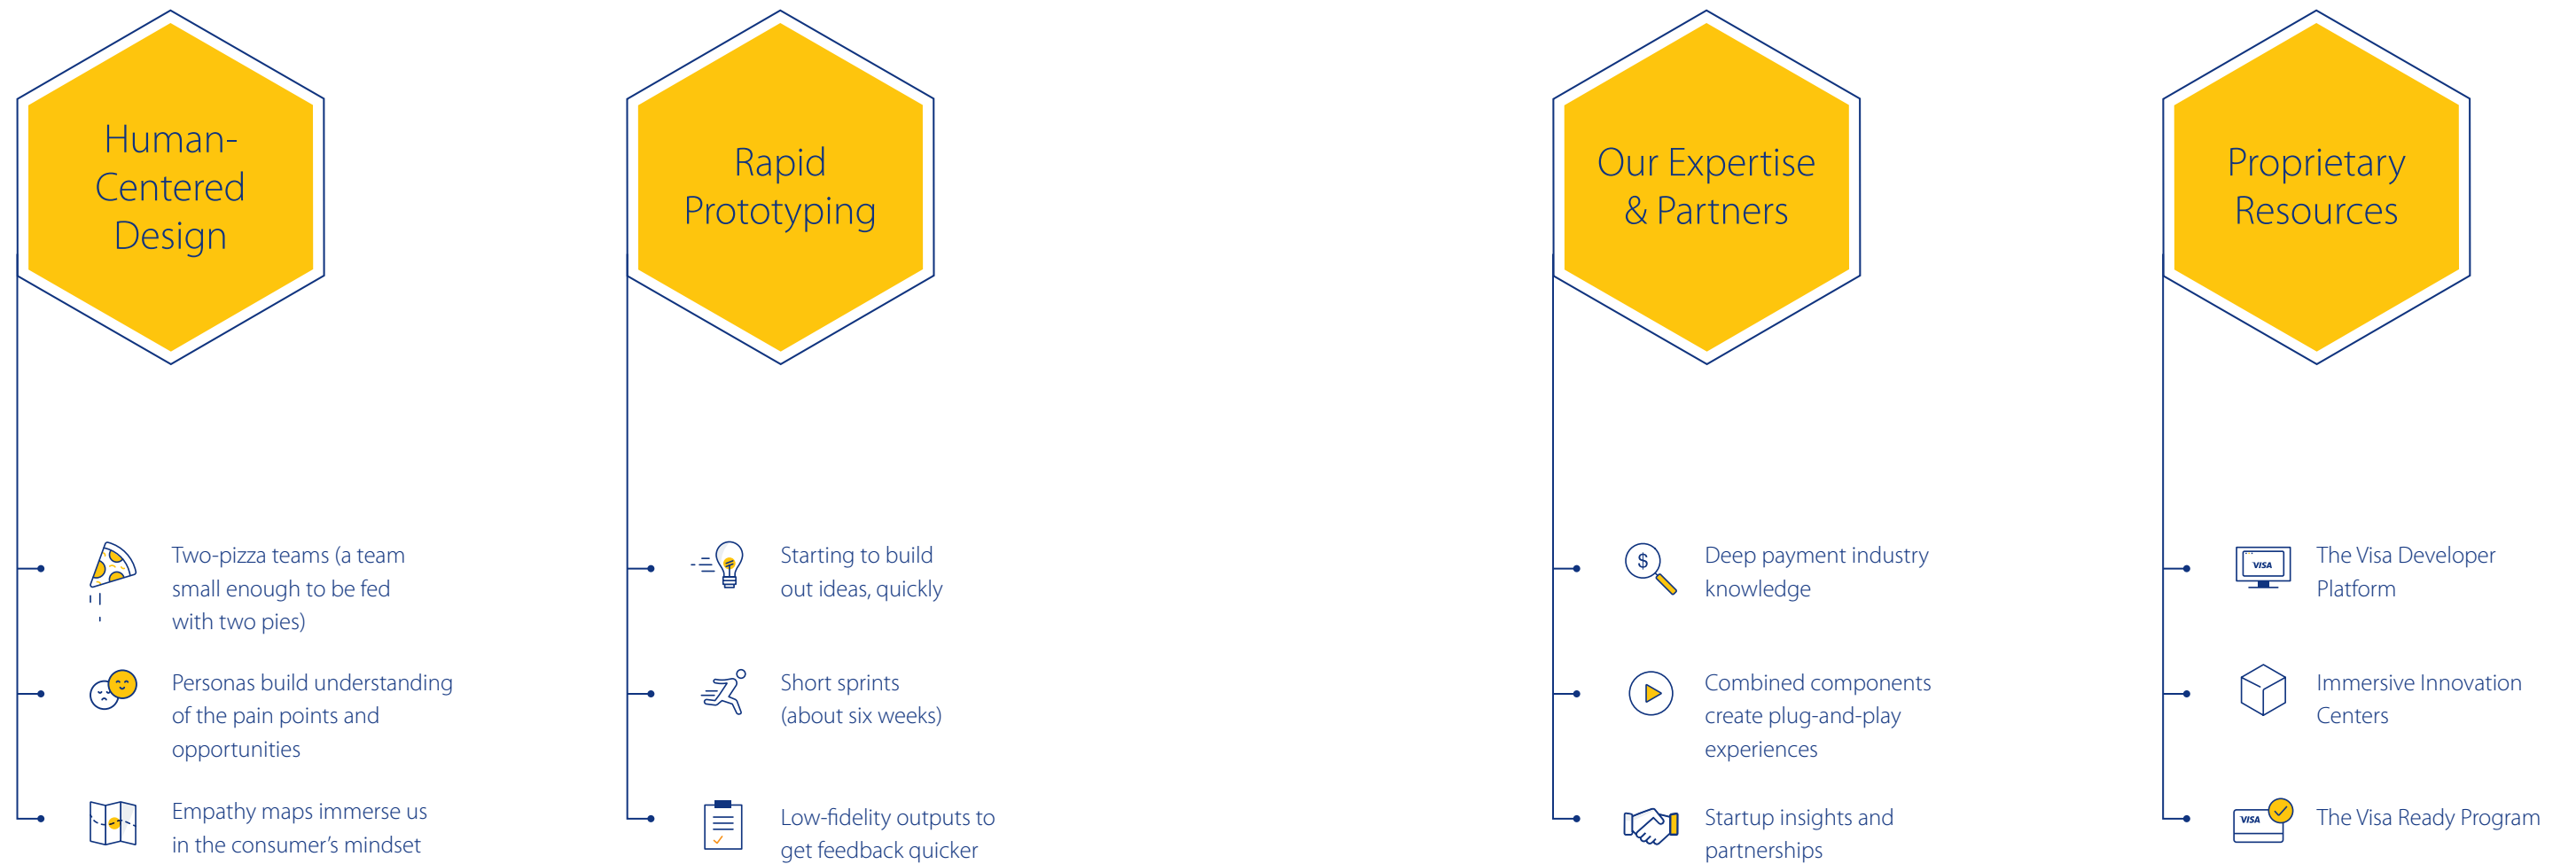 Human-
Centered
Design
Two-pizza teams (a team
small enough to be fed
with two pies)
Personas build understanding
of the pain points and
opportunities
Empathy maps immerse us
in the consumer’s mindset
Rapid
Prototyping
Starting to build
out ideas, quickly
Short sprints
(about six weeks)
Low-fidelity outputs to
get feedback quicker
Our Expertise
& Partners
$
Deep payment industry
knowledge
Combined components
create plug-and-play
experiences
Startup insights and
partnerships
Proprietary
Resources
VISA
The Visa Developer
Platform
Immersive Innovation
Centers
VISA
The Visa Ready Program